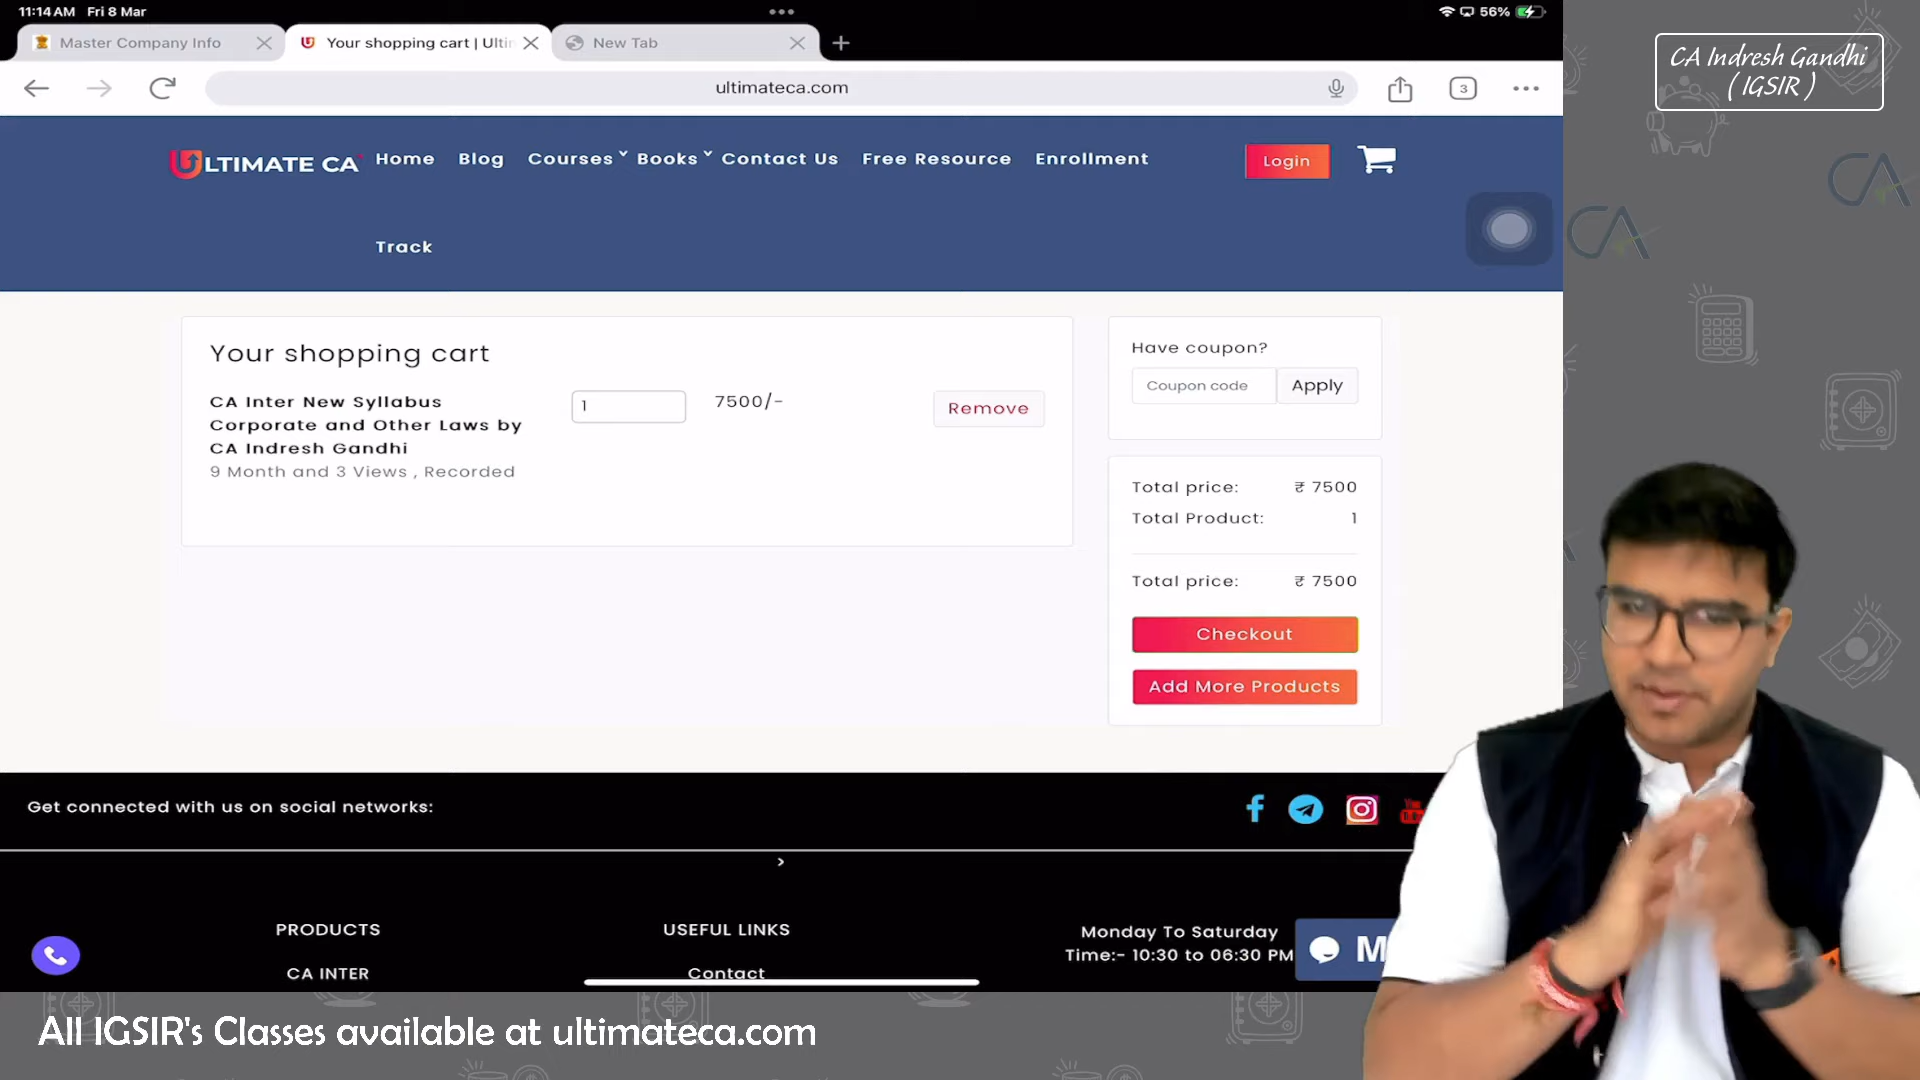 11:14 AM Fri 8 Mar
56%
Master Company Info
Your shopping cart | Ulti
New Tab
ultimateca.com
3
CA Indresh Gandhi
( IGSIR )
ULTIMATE CA
Home
Blog
Courses
Books
Contact Us
Free Resource
Enrollment
Login
Track
CA
CA
Your shopping cart
CA Inter New Syllabus
Corporate and Other Laws by
CA Indresh Gandhi
9 Month and 3 Views , Recorded
1
7500/-
Remove
Have coupon?
Coupon code
Apply
Total price: ₹ 7500
Total Product: 1
Total price: ₹ 7500
Checkout
Add More Products
Get connected with us on social networks:
PRODUCTS
CA INTER
USEFUL LINKS
Contact
Monday To Saturday
Time:- 10:30 to 06:30 PM
M
All IGSIR's Classes available at ultimateca.com